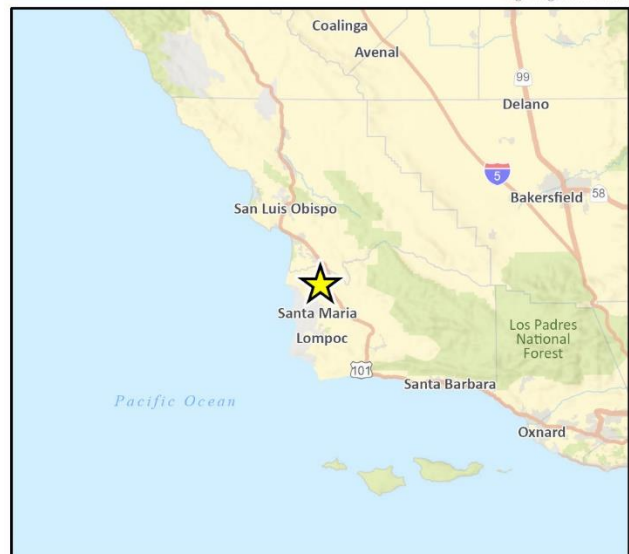 Coalinga
Avenal
99
Delano
5
Bakersfield
58
San Luis Obispo
Santa Maria
Lompoc
Los Padres
National
Forest
101
Santa Barbara
Pacific Ocean
Oxnard